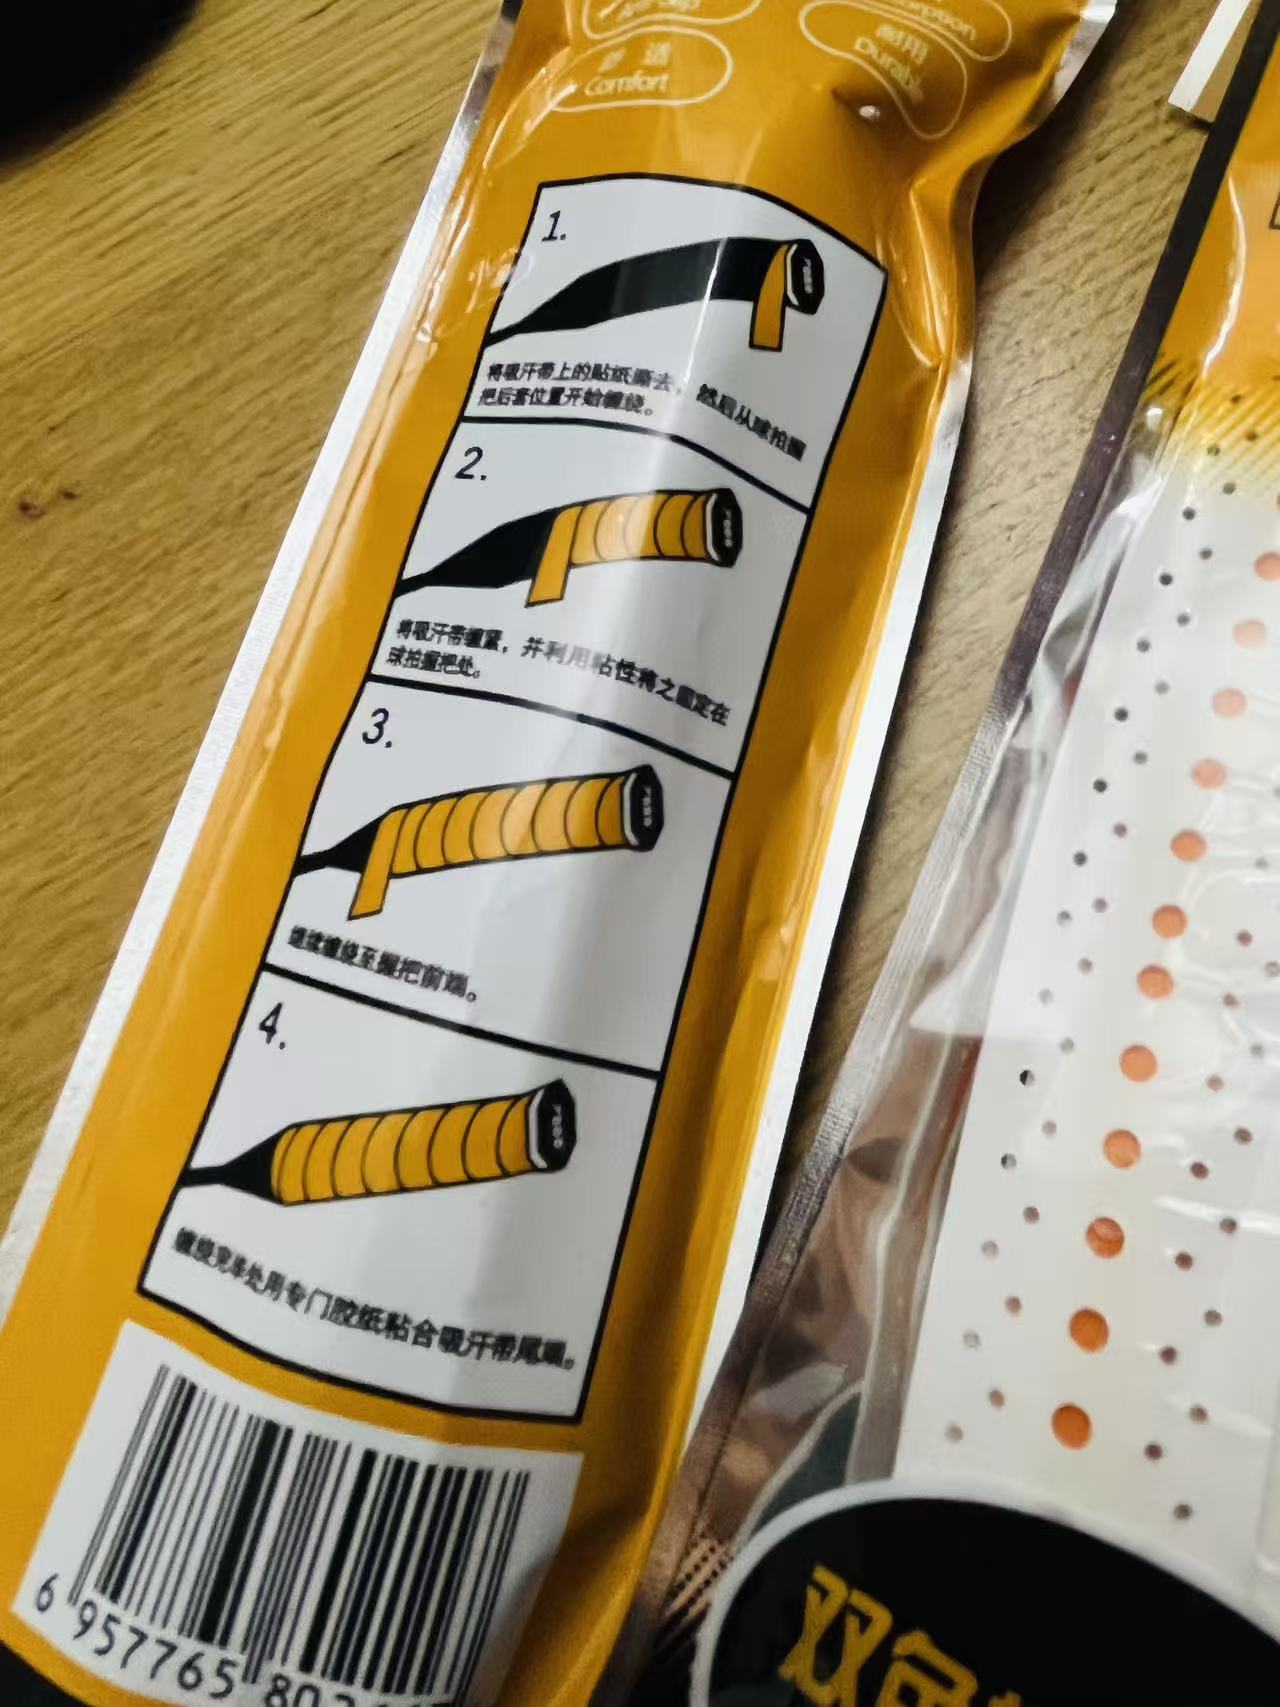 舒适
Comfort
耐用
Durable
1.
将吸汗带上的贴纸撕去，然后从球拍握
把后套位置开始缠绕。
2.
将吸汗带缠紧，并利用粘性将之固定在
球拍握把处。
3.
继续缠绕至握把前端。
4.
缠绕完毕处用专门胶纸粘合吸汗带尾端。
6 957765
双色